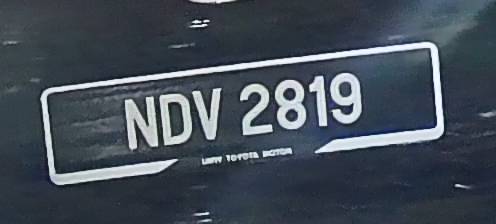 NDV 2819
UMW TOYOTA MOTOR